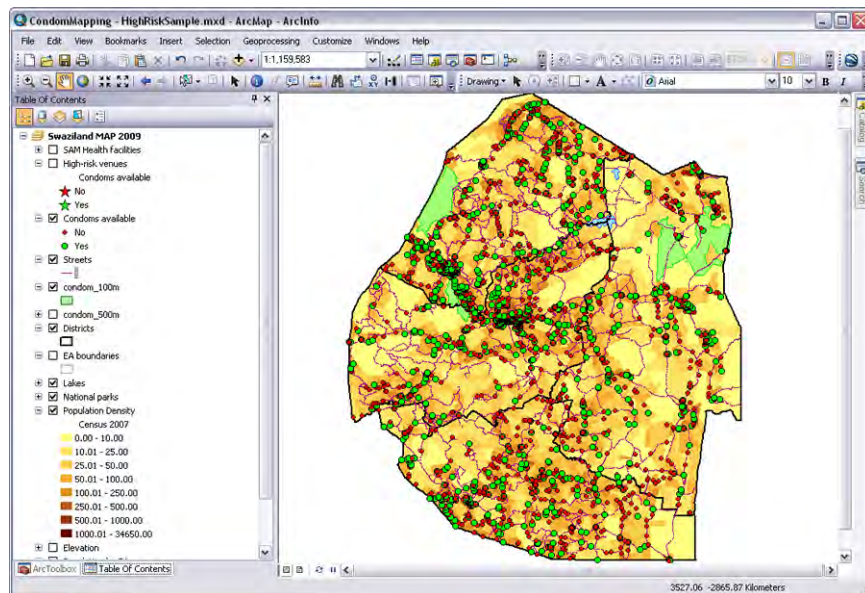 CondomMapping - HighRiskSample.mxd - ArcMap - ArcInfo
File Edit View Bookmarks Insert Selection Geoprocessing Customize Windows Help
1:1,159,583
Drawing Arial 10 B I
Table Of Contents
Swaziland MAP 2009
SAM Health facilities
High-risk venues
Condoms available
No
Yes
Condoms available
No
Yes
Streets
condom_100m
condom_500m
Districts
EA boundaries
Lakes
National parks
Population Density
Census 2007
0.00 - 10.00
10.01 - 25.00
25.01 - 50.00
50.01 - 100.00
100.01 - 250.00
250.01 - 500.00
500.01 - 1000.00
1000.01 - 34650.00
Elevation
ArcToolbox Table Of Contents
Catalog
Search
3527.06 -2865.87 Kilometers